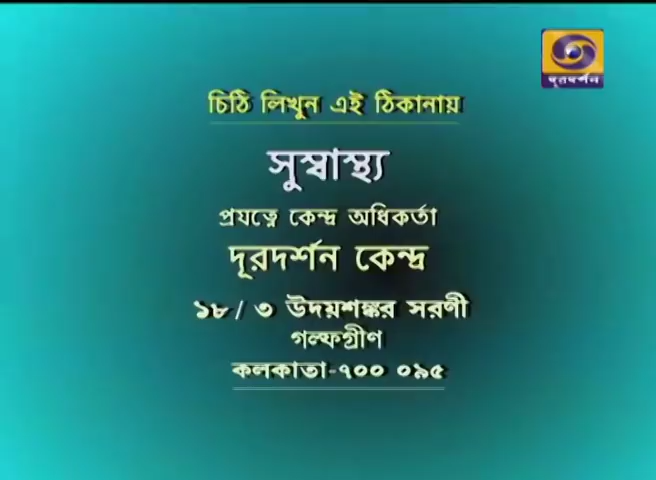 দূরদর্শন
চিঠি লিখুন এই ঠিকানায়
সুস্বাস্থ্য
প্রযত্নে কেন্দ্র অধিকর্তা
দূরদর্শন কেন্দ্র
১৮ / ৩ উদয়শঙ্কর সরণী
গল্ফগ্রীণ
কলকাতা-৭০০ ০৯৫